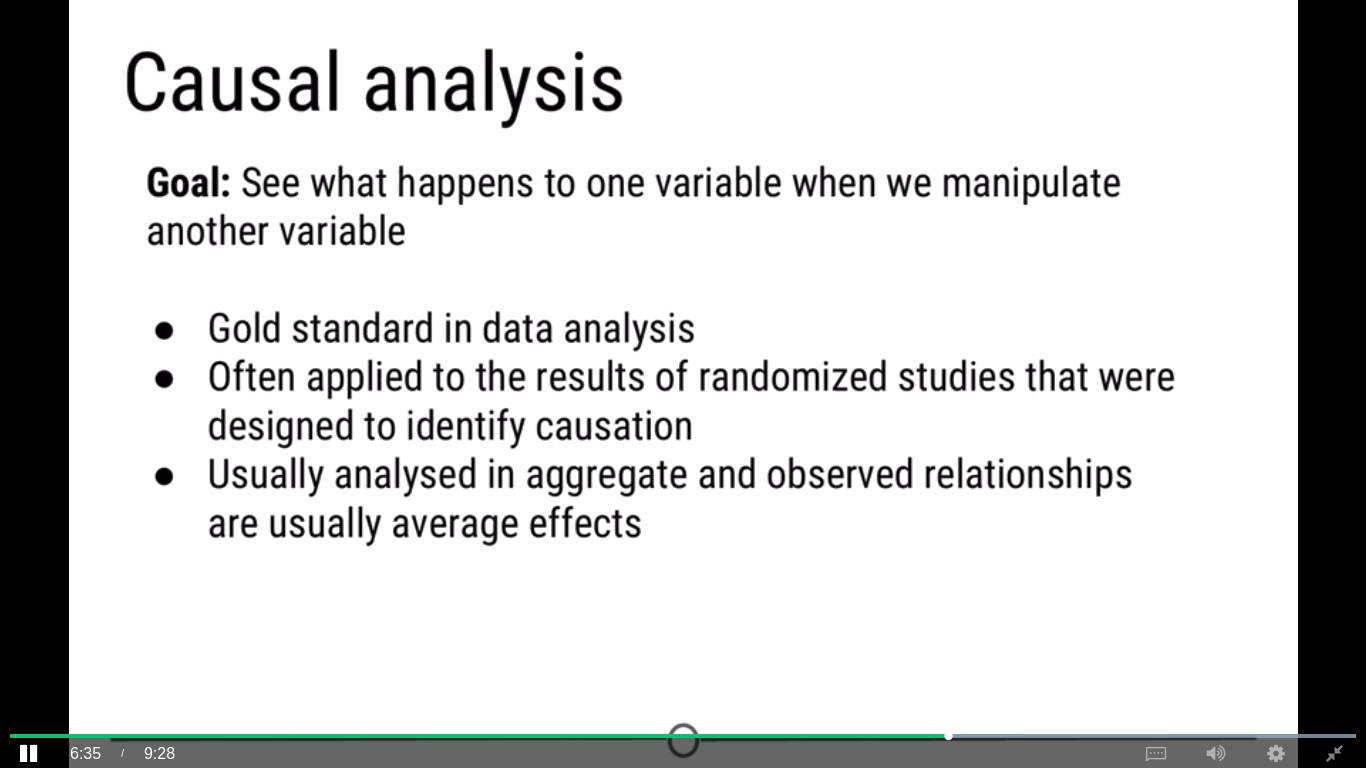 Causal analysis
Goal: See what happens to one variable when we manipulate
another variable
● Gold standard in data analysis
● Often applied to the results of randomized studies that were
designed to identify causation
● Usually analysed in aggregate and observed relationships
are usually average effects
6:35 / 9:28